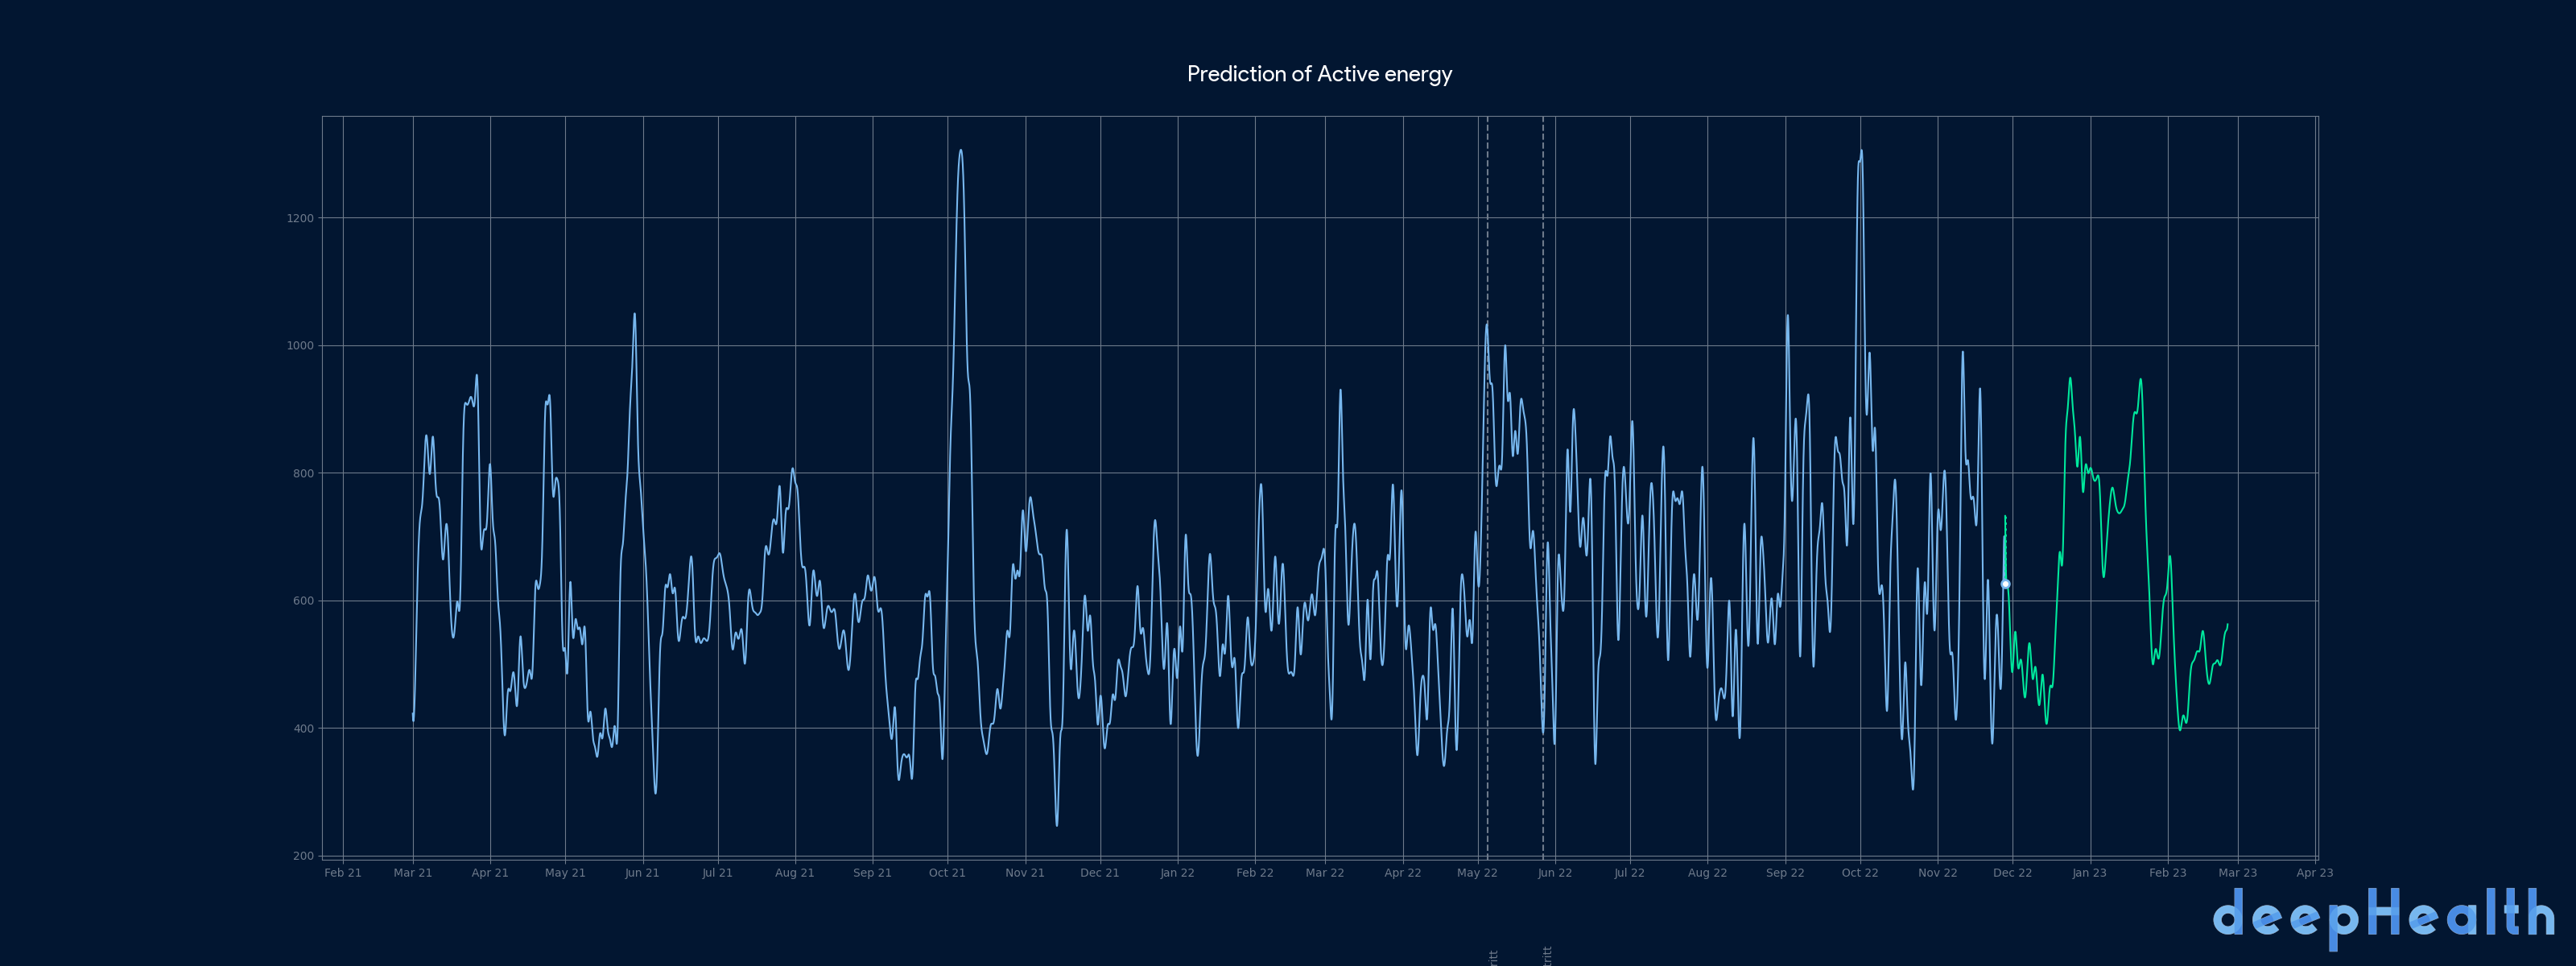 Prediction of Active energy
1200
1000
800
600
400
200
Feb 21 Mar 21 Apr 21 May 21 Jun 21 Jul 21 Aug 21 Sep 21 Oct 21 Nov 21 Dec 21 Jan 22 Feb 22 Mar 22 Apr 22 May 22 Jun 22 Jul 22 Aug 22 Sep 22 Oct 22 Nov 22 Dec 22 Jan 23 Feb 23 Mar 23 Apr 23
deepHealth